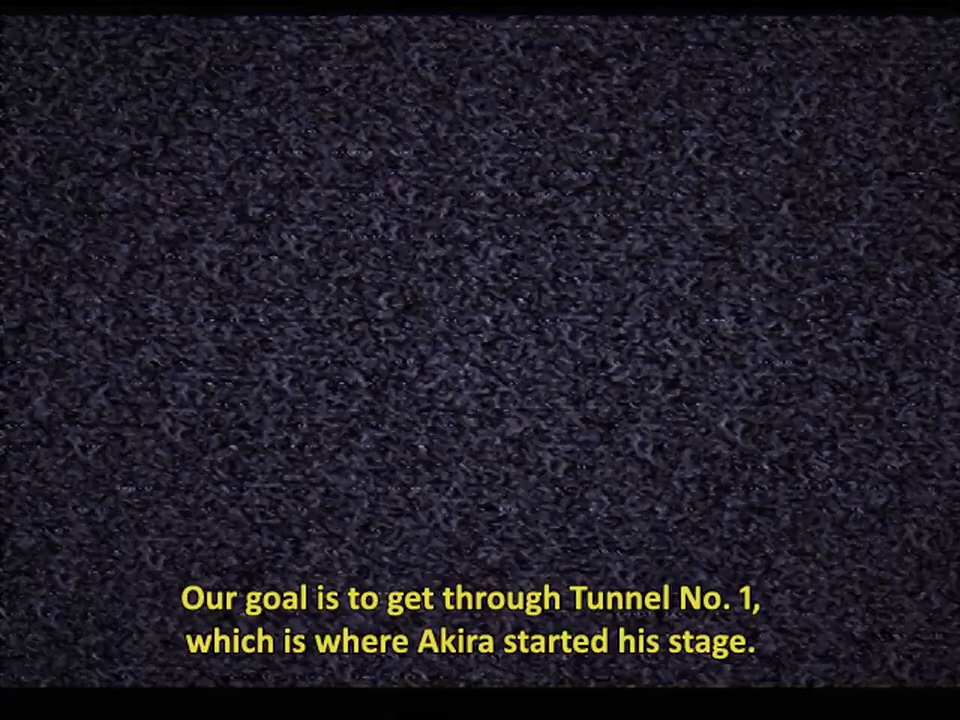 Our goal is to get through Tunnel No. 1,
which is where Akira started his stage.